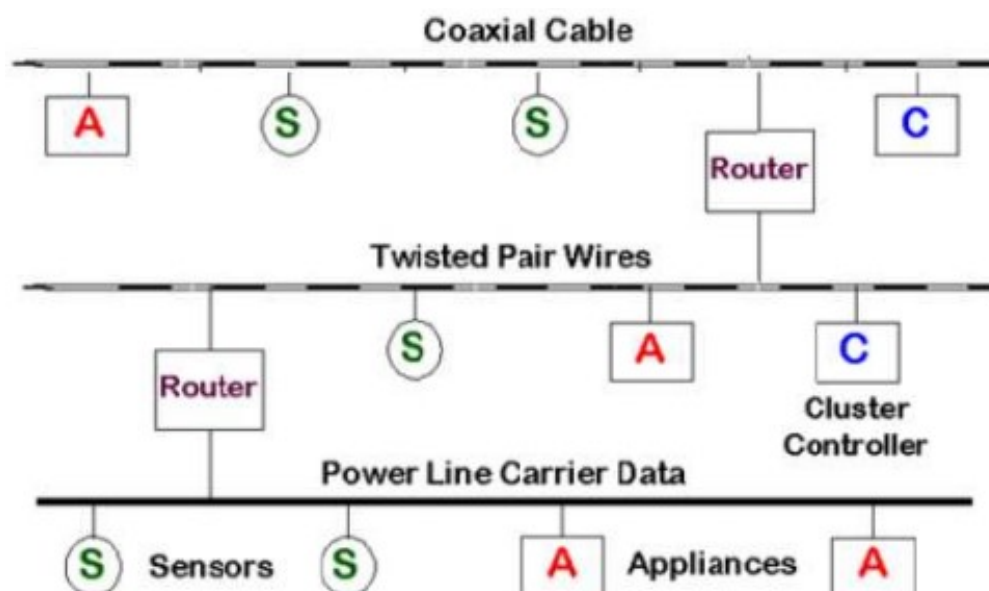 Coaxial Cable
A S S C
Router
Twisted Pair Wires
S A C
Router
Cluster
Controller
Power Line Carrier Data
S Sensors S A Appliances A